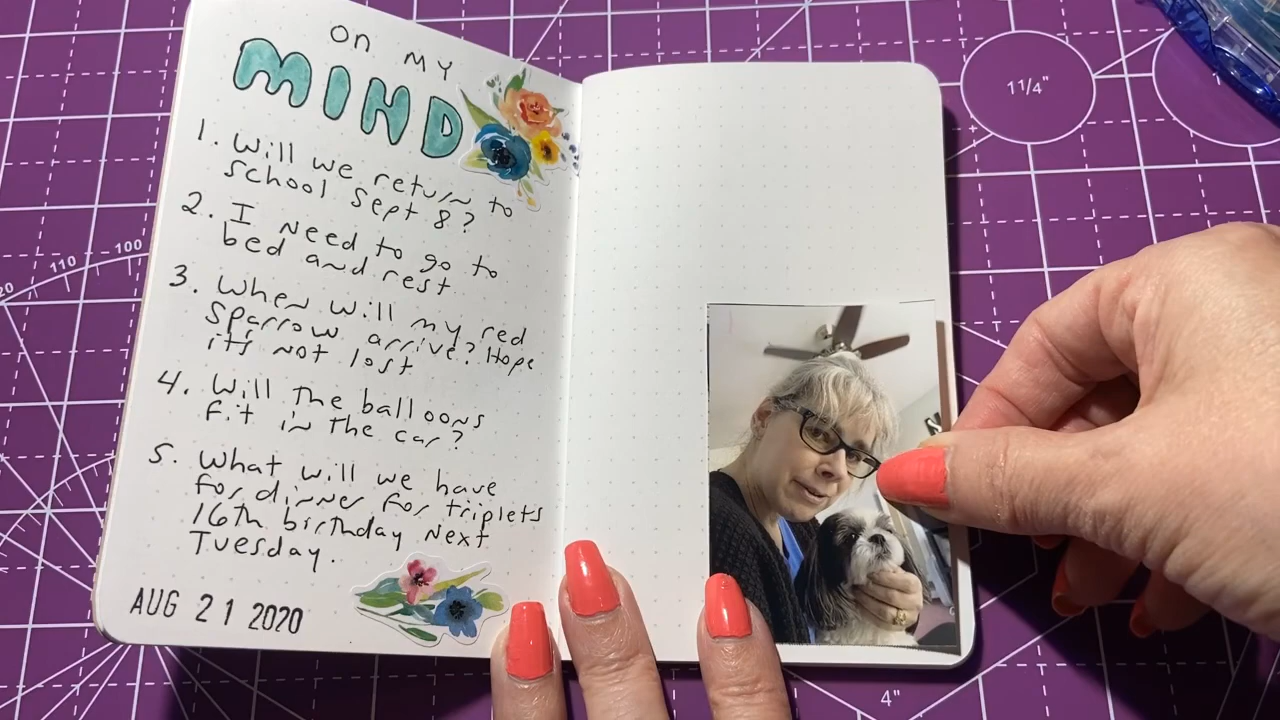 on my
MIND
1. Will we return to
school Sept 8?
2. I need to go to
bed and rest
3. When will my red
sparrow arrive? Hope
it's not lost
4. Will the balloons
fit in the car?
5. What will we have
for dinner for triplets
16th birthday next
Tuesday.
AUG 21 2020
1 1/4"
100
110
20
4"